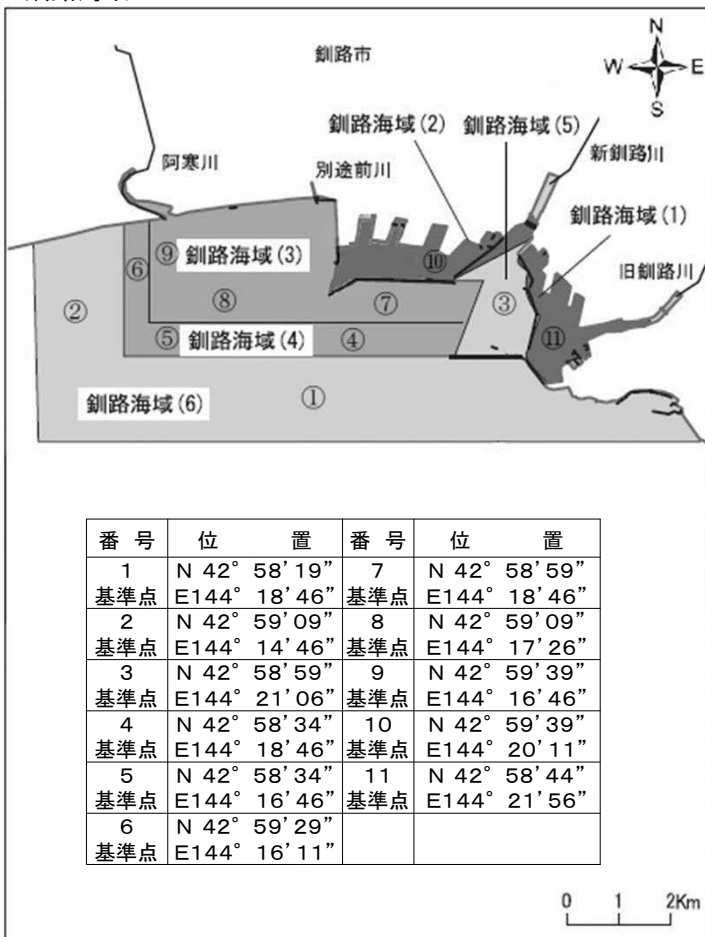 N
W E
S
釧路市
釧路海域(2) 釧路海域(5)
新釧路川
阿寒川
別途前川
釧路海域(1)
⑨ 釧路海域(3)
旧釧路川
⑥
⑩
② ⑧ ⑦ ③
⑤ 釧路海域(4) ④ ⑪
釧路海域(6) ①
番号 位置 番号 位置
1 N 42° 58’19” 7 N 42° 58’59”
基準点 E144° 18’46” 基準点 E144° 18’46”
2 N 42° 59’09” 8 N 42° 59’09”
基準点 E144° 14’46” 基準点 E144° 17’26”
3 N 42° 58’59” 9 N 42° 59’39”
基準点 E144° 21’06” 基準点 E144° 16’46”
4 N 42° 58’34” 10 N 42° 59’39”
基準点 E144° 18’46” 基準点 E144° 20’11”
5 N 42° 58’34” 11 N 42° 58’44”
基準点 E144° 16’46” 基準点 E144° 21’56”
6 N 42° 59’29”
基準点 E144° 16’11”
0 1 2Km